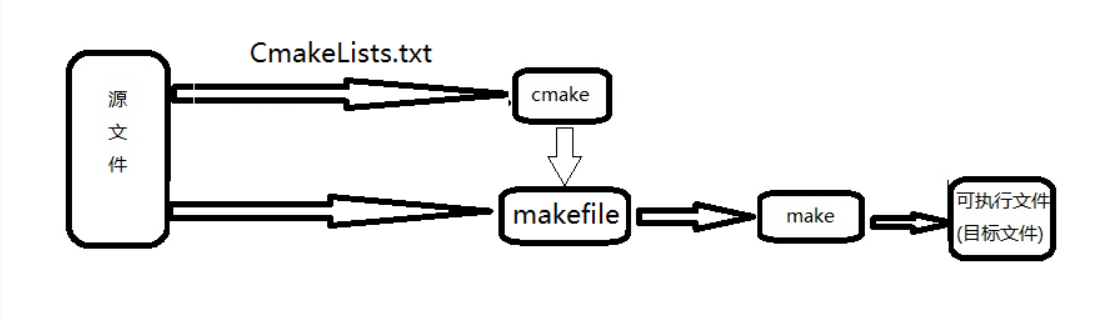 CmakeLists.txt
源
文
件
cmake
makefile
make
可执行文件
(目标文件)